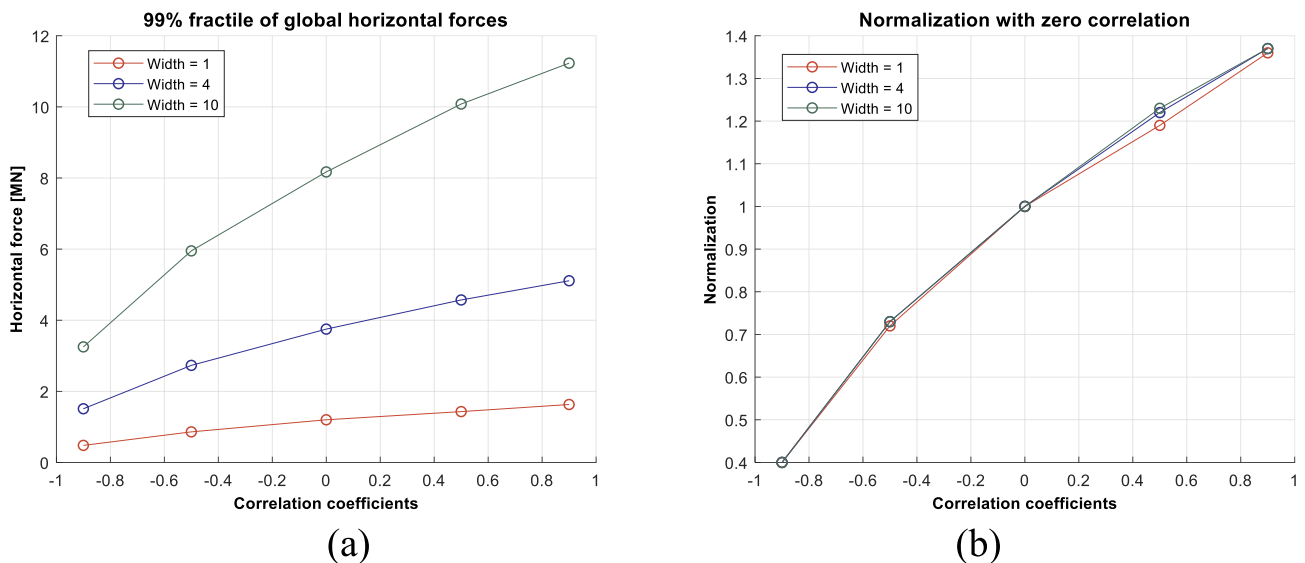 99% fractile of global horizontal forces
12
10
8
6
4
2
0
Horizontal force [MN]
Width = 1
Width = 4
Width = 10
-1 -0.8 -0.6 -0.4 -0.2 0 0.2 0.4 0.6 0.8 1
Correlation coefficients
(a)
Normalization with zero correlation
1.4
1.3
1.2
1.1
1
0.9
0.8
0.7
0.6
0.5
0.4
Normalization
Width = 1
Width = 4
Width = 10
-1 -0.8 -0.6 -0.4 -0.2 0 0.2 0.4 0.6 0.8 1
Correlation coefficients
(b)